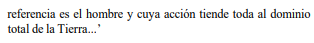 referencia es el hombre y cuya acción tiende toda al dominio
total de la Tierra...’